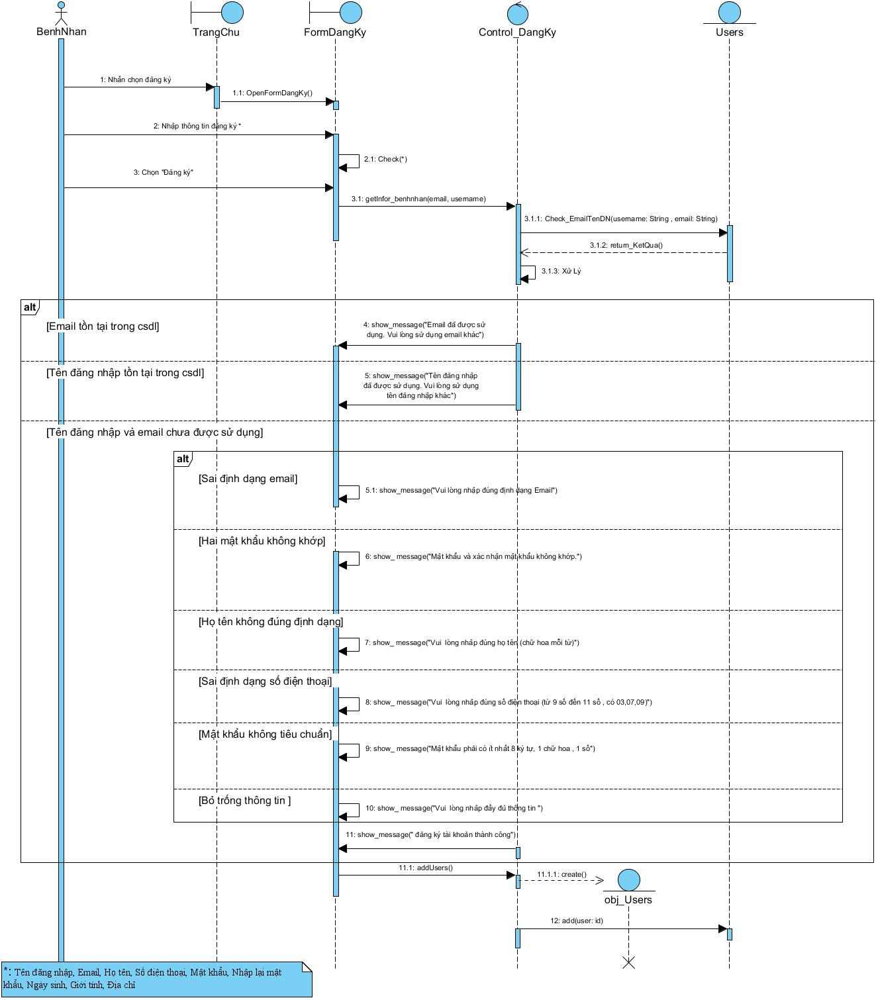 BenhNhan
TrangChu
FormDangKy
Control_DangKy
Users
1: Nhấn chọn đăng ký
1.1: OpenFormDangKy()
2: Nhập thông tin đăng ký *
2.1: Check(*)
3: Chọn "Đăng ký"
3.1: getInfor_benhnhan(email, username)
3.1.1: Check_EmailTenDN(username: String , email: String)
3.1.2: return_KetQua()
3.1.3: Xử Lý
alt
[Email tồn tại trong csdl]
4: show_message("Email đã được sử
dụng. Vui lòng sử dụng email khác")
[Tên đăng nhập tồn tại trong csdl]
5: show_message("Tên đăng nhập
đã được sử dụng. Vui lòng sử dụng
tên đăng nhập khác")
[Tên đăng nhập và email chưa được sử dụng]
alt
[Sai định dạng email]
5.1: show_message("Vui lòng nhập đúng định dạng Email")
[Hai mật khẩu không khớp]
6: show_ message("Mật khẩu và xác nhận mật khẩu không khớp.")
[Họ tên không đúng định dạng]
7: show_ message("Vui  lòng nhập đúng họ tên (chữ hoa mỗi từ)")
[Sai định dạng số điện thoại]
8: show_ message("Vui  lòng nhập đúng số điện thoại (từ 9 số đến 11 số , có 03,07,09)")
[Mật khẩu không tiêu chuẩn]
9: show_ message("Mật khẩu phải có ít nhất 8 ký tự, 1 chữ hoa , 1 số")
[Bỏ trống thông tin ]
10: show_ message("Vui  lòng nhập đầy đủ thông tin ")
11: show_message(" đăng ký tài khoản thành công")
11.1: addUsers()
11.1.1: create()
obj_Users
12: add(user: id)
*: Tên đăng nhập, Email, Họ tên, Số điện thoại, Mật khẩu, Nhập lại mật
khẩu, Ngày sinh, Giới tính, Địa chỉ